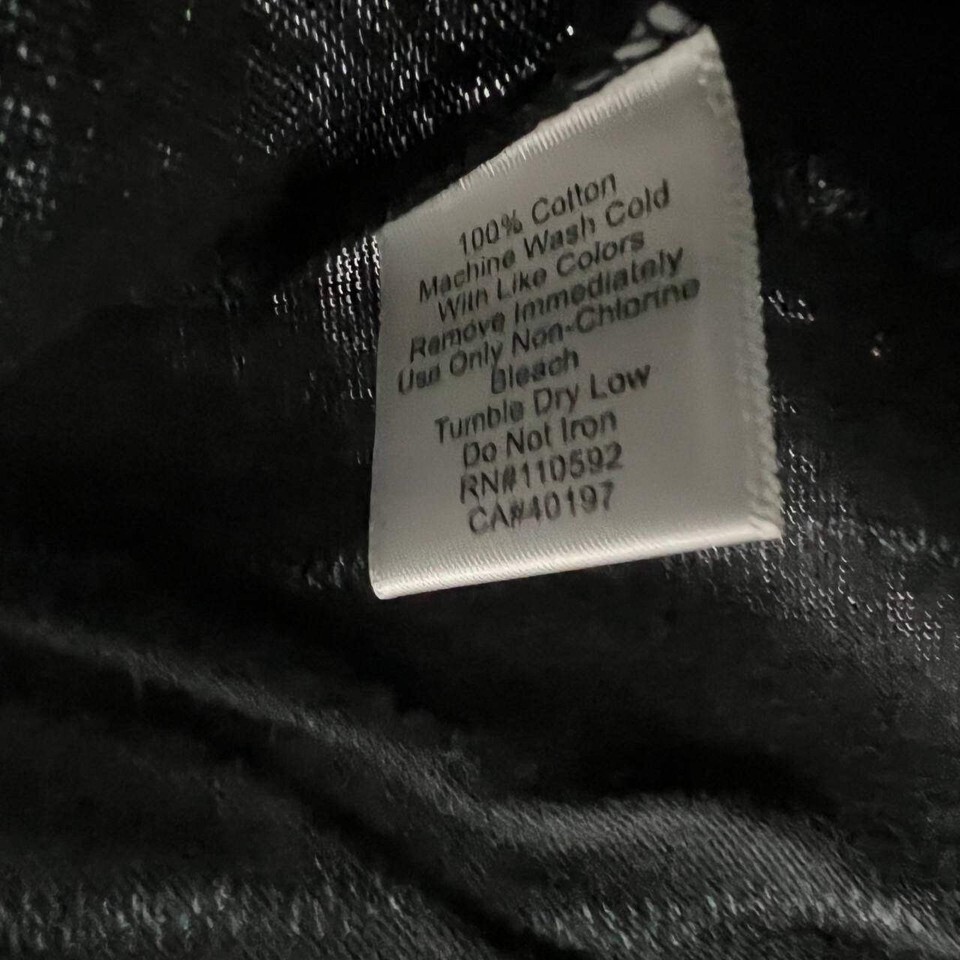 100% Cotton
Machine Wash Cold
With Like Colors
Remove Immediately
Use Only Non-Chlorine
Bleach
Tumble Dry Low
Do Not Iron
RN#110592
CA#40197